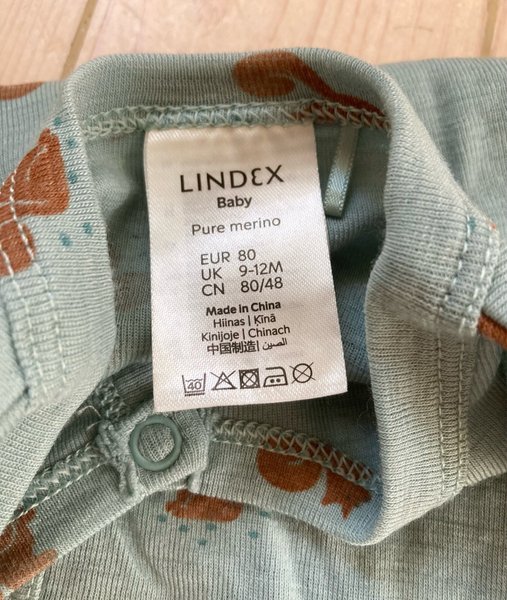 LINDEX
Baby
Pure merino
EUR 80
UK 9-12M
CN 80/48
Made in China
Hiinas | Ķīnā
Kinijoje | Chinach
中国制造 | الصين
40